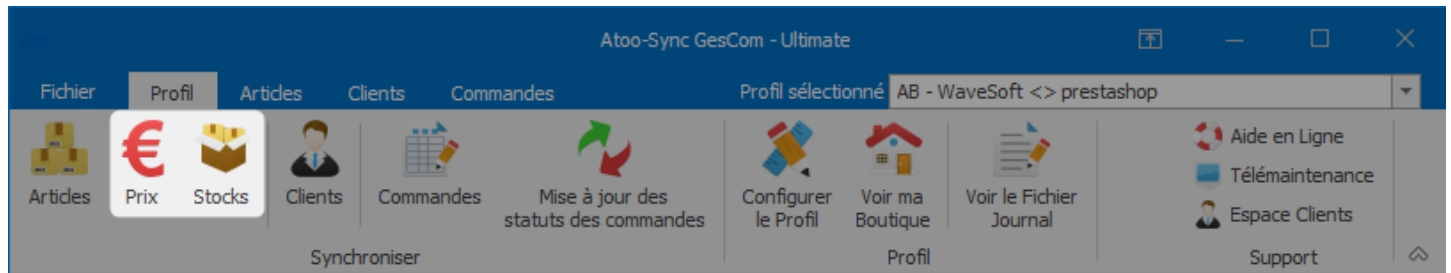 Atoo-Sync GesCom - Ultimate
Fichier Profil Articles Clients Commandes Profil sélectionné AB - WaveSoft <> prestashop
Articles Prix Stocks Clients Commandes Mise à jour des
statuts des commandes
Configurer
le Profil
Voir ma
Boutique
Voir le Fichier
Journal
Aide en Ligne
Télémaintenance
Espace Clients
Synchroniser Profil Support